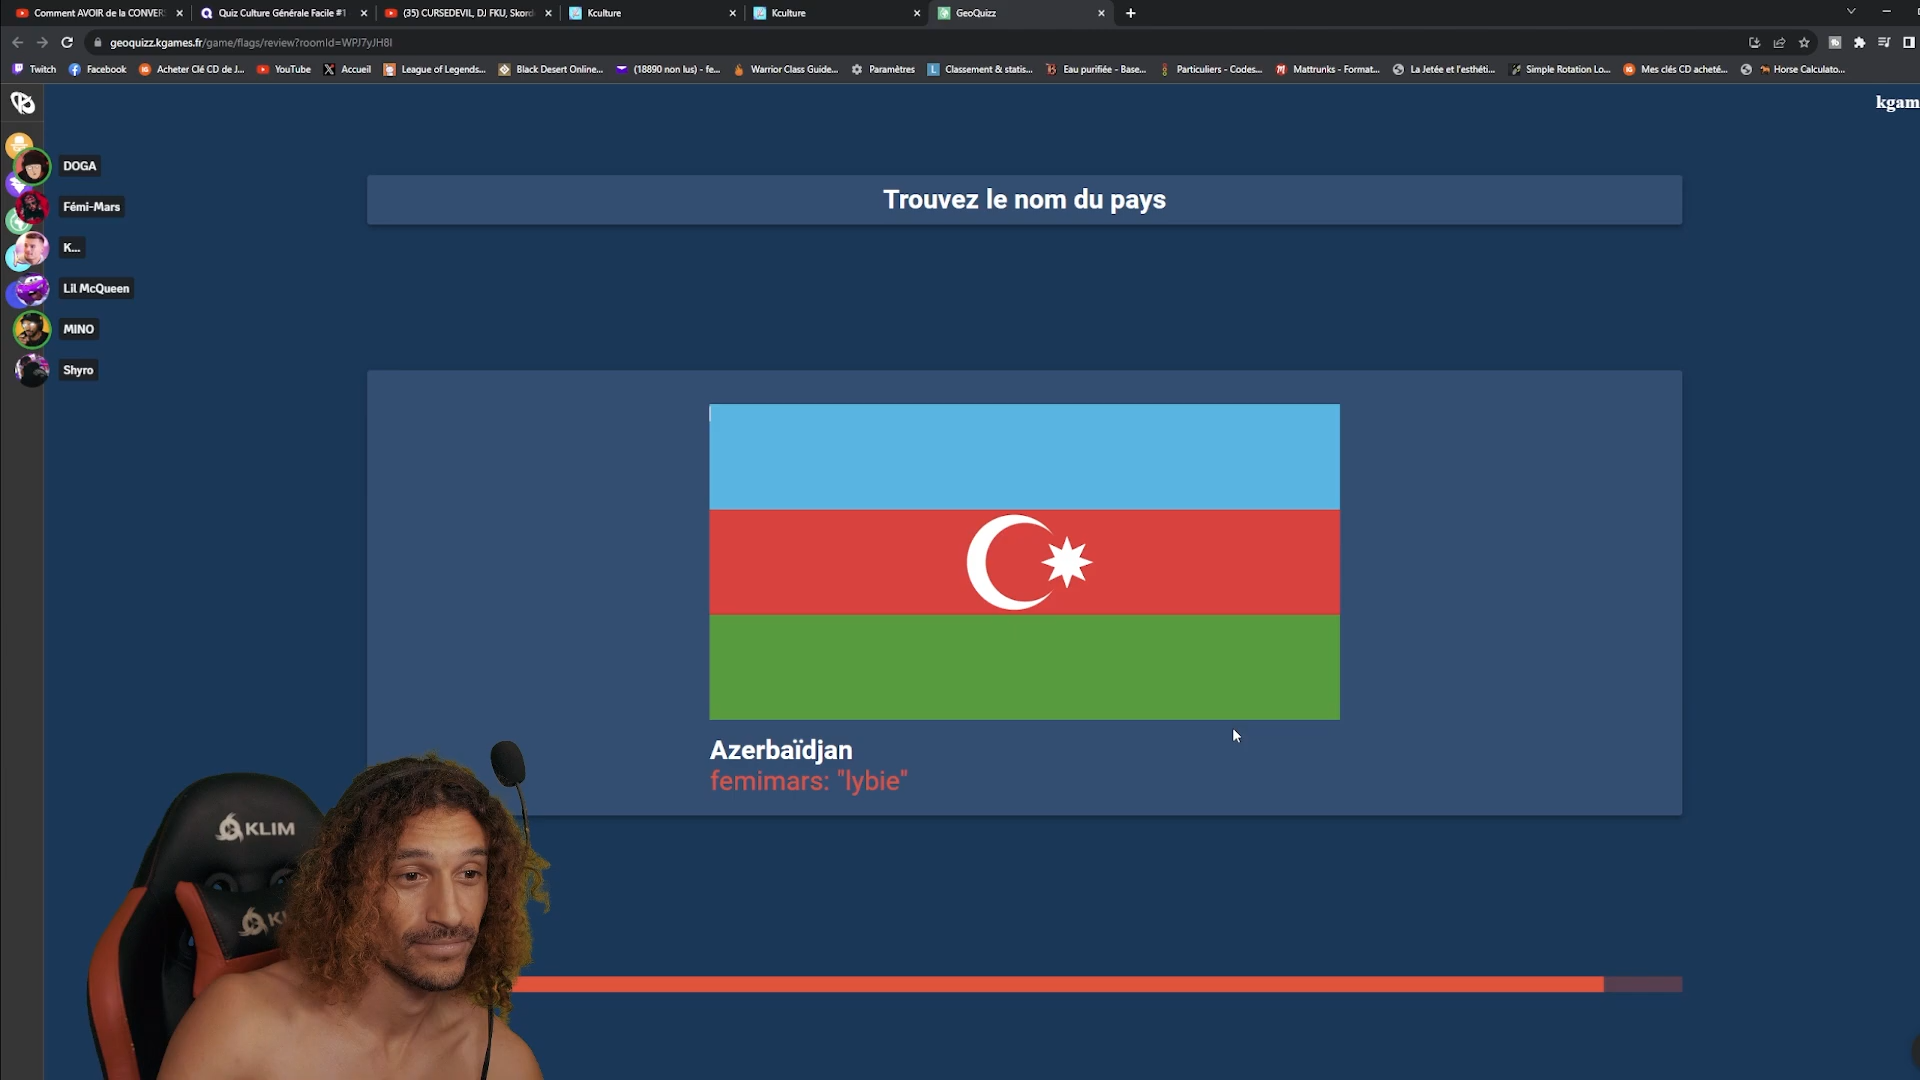 Comment AVOIR de la CONVER
Quiz Culture Générale Facile #1
(35) CURSEDEVIL, DJ FKU, Skord
Kculture
Kculture
GeoQuizz
geoquizz.kgames.fr/game/flags/review?roomId=WPJ7yJH8I
Twitch
Facebook
Acheter Clé CD de J...
YouTube
Accueil
League of Legends...
Black Desert Online...
(18890 non lus) - fe...
Warrior Class Guide...
Paramètres
Classement & statis...
Eau purifiée - Base...
Particuliers - Codes...
Mattrunks - Format...
La Jetée et l'esthéti...
Simple Rotation Lo...
Mes clés CD acheté...
Horse Calculato...
kgam
DOGA
Fémi-Mars
K...
Lil McQueen
MINO
Shyro
Trouvez le nom du pays
Azerbaïdjan
femimars: "lybie"
KLIM